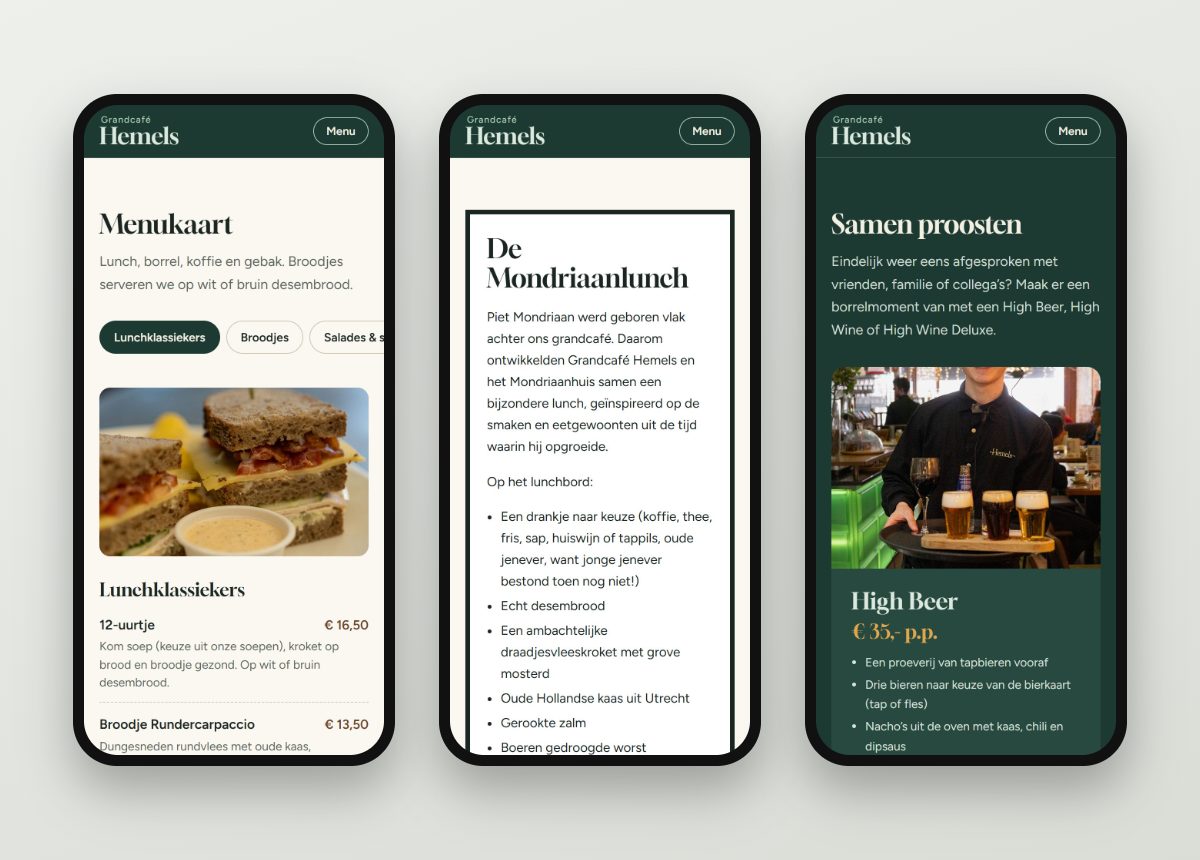 Grandcafé
Hemels
Menu
Menukaart
Lunch, borrel, koffie en gebak. Broodjes
serveren we op wit of bruin desembrood.
Lunchklassiekers
Broodjes
Salades & s
Lunchklassiekers
12-uurtje
€ 16,50
Kom soep (keuze uit onze soepen), kroket op
brood en broodje gezond. Op wit of bruin
desembrood.
Broodje Rundercarpaccio
€ 13,50
Dungesneden rundvlees met oude kaas,
Grandcafé
Hemels
Menu
De
Mondriaanlunch
Piet Mondriaan werd geboren vlak
achter ons grandcafé. Daarom
ontwikkelden Grandcafé Hemels en
het Mondriaanhuis samen een
bijzondere lunch, geïnspireerd op de
smaken en eetgewoonten uit de tijd
waarin hij opgroeide.
Op het lunchbord:
• Een drankje naar keuze (koffie, thee,
fris, sap, huiswijn of tappils, oude
jenever, want jonge jenever
bestond toen nog niet!)
• Echt desembrood
• Een ambachtelijke
draadjesvleeskroket met grove
mosterd
• Oude Hollandse kaas uit Utrecht
• Gerookte zalm
• Boeren gedroogde worst
Grandcafé
Hemels
Menu
Samen proosten
Eindelijk weer eens afgesproken met
vrienden, familie of collega's? Maak er een
borrelmoment van met een High Beer, High
Wine of High Wine Deluxe.
Hemels
High Beer
€ 35,- p.p.
• Een proeverij van tapbieren vooraf
• Drie bieren naar keuze van de bierkaart
(tap of fles)
• Nacho's uit de oven met kaas, chili en
dipsaus